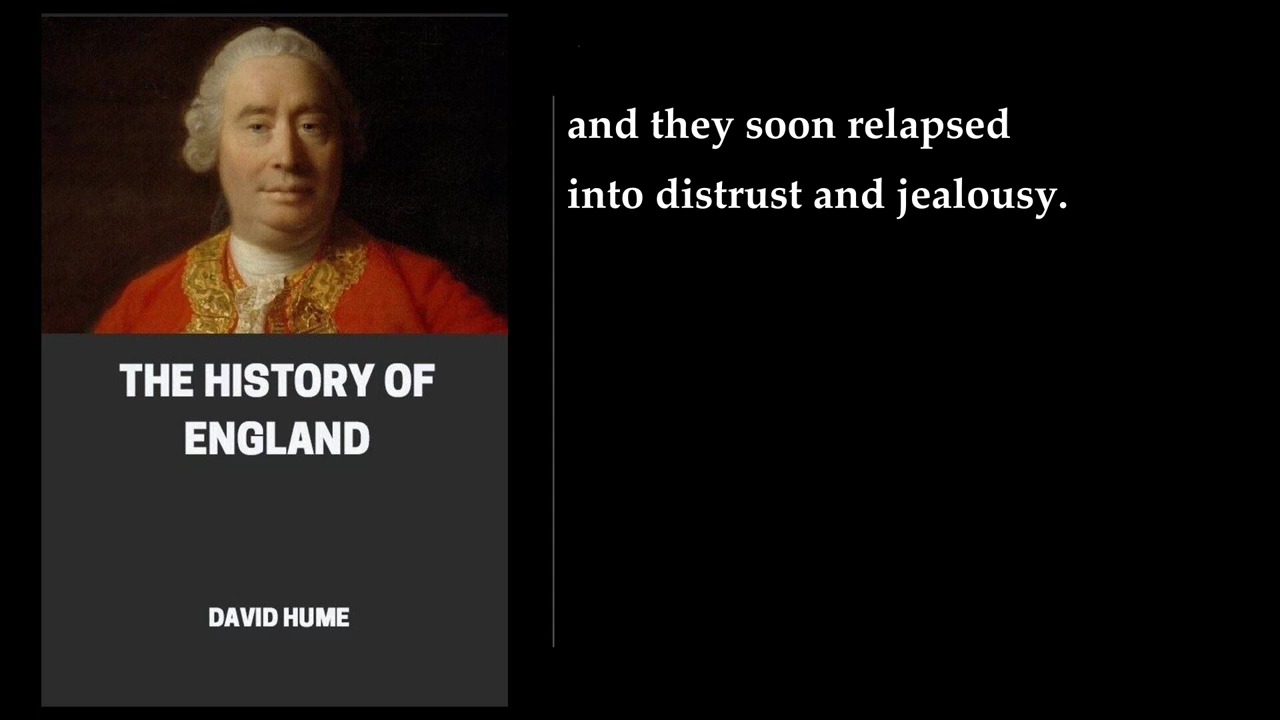 THE HISTORY OF
ENGLAND
DAVID HUME
and they soon relapsed
into distrust and jealousy.